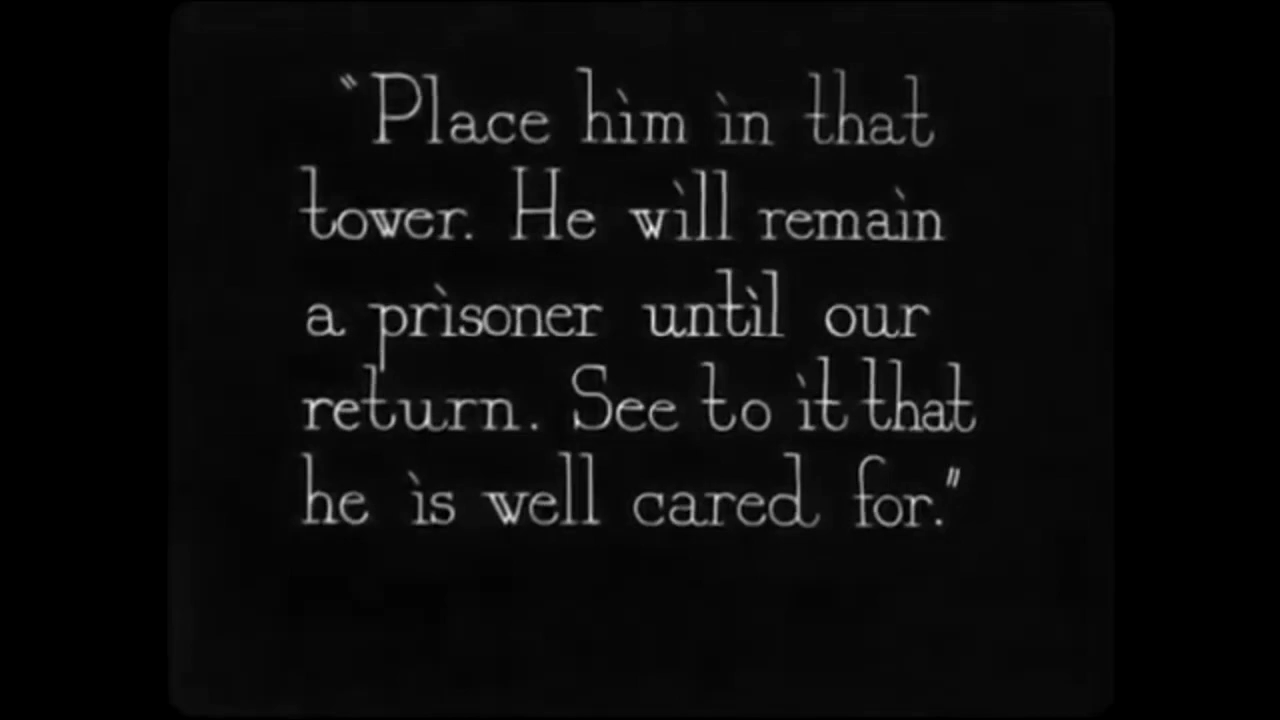 "Place him in that
tower. He will remain
a prisoner until our
return. See to it that
he is well cared for."